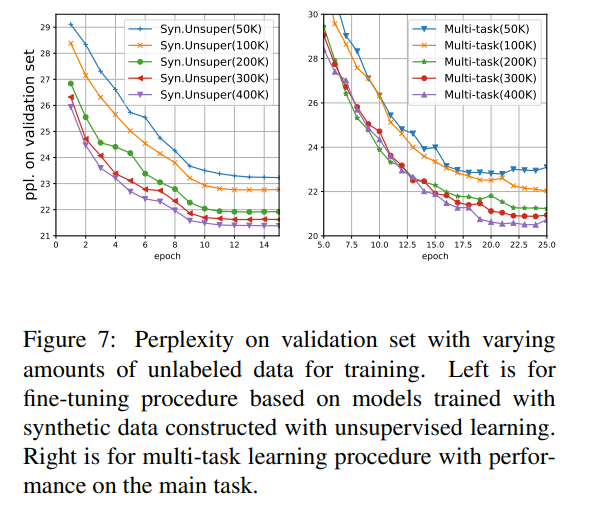 ppl. on validation set
29
28
27
26
25
24
23
22
21
0
2
4
6
8
10
12
14
epoch
Syn.Unsuper(50K)
Syn.Unsuper(100K)
Syn.Unsuper(200K)
Syn.Unsuper(300K)
Syn.Unsuper(400K)
30
28
26
24
22
20
5.0
7.5
10.0
12.5
15.0
17.5
20.0
22.5
25.0
epoch
Multi-task(50K)
Multi-task(100K)
Multi-task(200K)
Multi-task(300K)
Multi-task(400K)
Figure 7: Perplexity on validation set with varying
amounts of unlabeled data for training. Left is for
fine-tuning procedure based on models trained with
synthetic data constructed with unsupervised learning.
Right is for multi-task learning procedure with perfor-
mance on the main task.